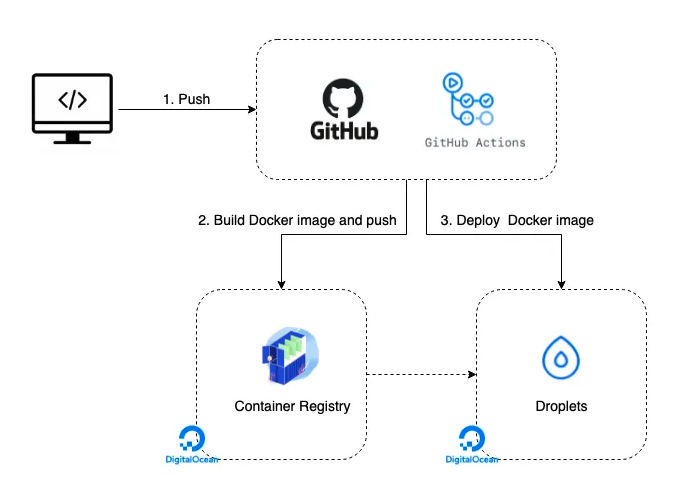 </>
1. Push
GitHub
GitHub Actions
2. Build Docker image and push
3. Deploy Docker image
Container Registry
Droplets
DigitalOcean
DigitalOcean